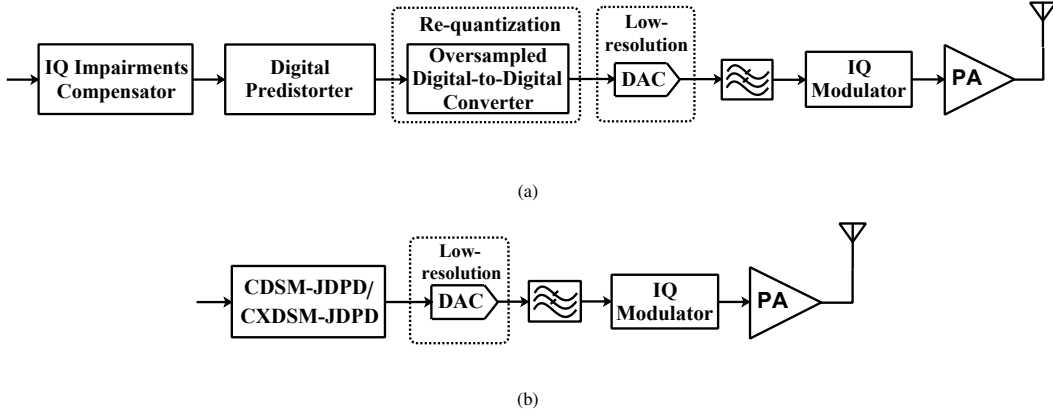 Re-quantization
Low-
resolution
IQ Impairments
Compensator
Digital
Predistorter
Oversampled
Digital-to-Digital
Converter
DAC
IQ
Modulator
PA
(a)
Low-
resolution
CDSM-JDPD/
CXDSM-JDPD
DAC
IQ
Modulator
PA
(b)